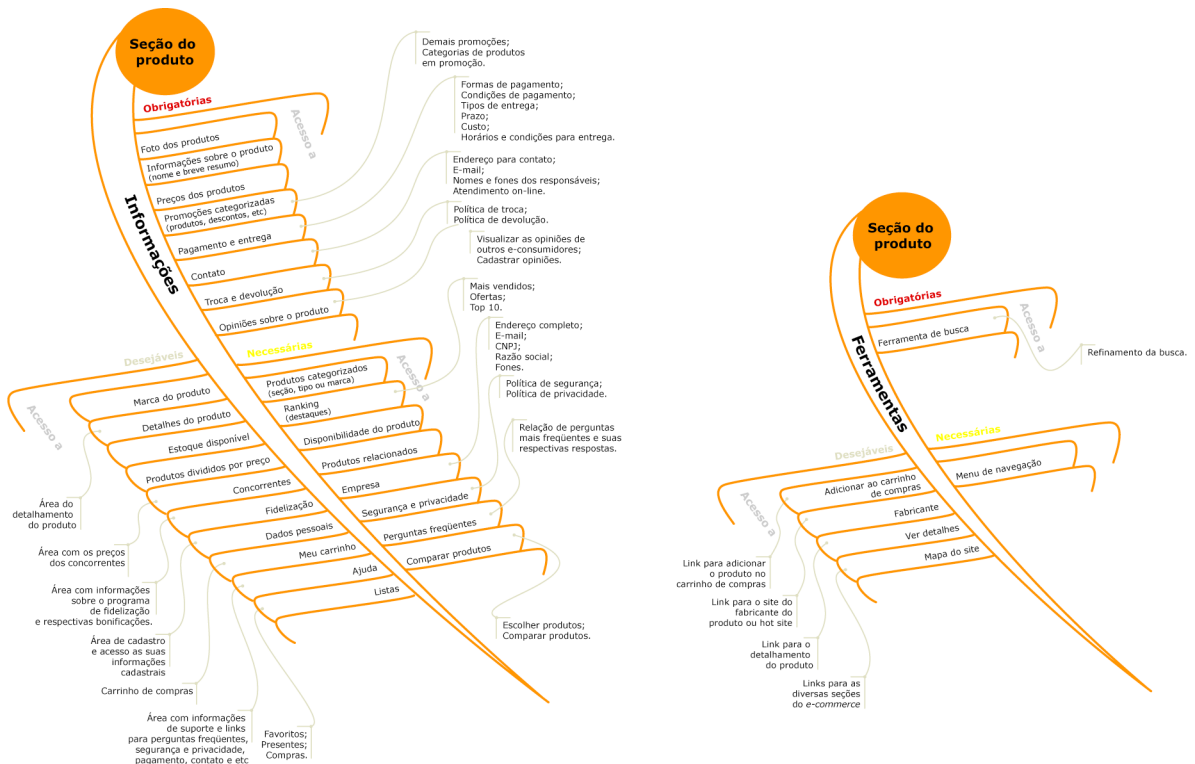 Seção do
produto
Obrigatórias
Acesso a
Foto dos produtos
Informações sobre o produto
(nome e breve resumo)
Preços dos produtos
Promoções categorizadas
(produtos, descontos, etc)
Pagamento e entrega
Contato
Troca e devolução
Opiniões sobre o produto
Informações
Demais promoções;
Categorias de produtos
em promoção.
Formas de pagamento;
Condições de pagamento;
Tipos de entrega;
Prazo;
Custo;
Horários e condições para entrega.
Endereço para contato;
E-mail;
Nomes e fones dos responsáveis;
Atendimento on-line.
Política de troca;
Política de devolução.
Visualizar as opiniões de
outros e-consumidores;
Cadastrar opiniões.
Necessárias
Acesso a
Produtos categorizados
(seção, tipo ou marca)
Ranking
(destaques)
Disponibilidade do produto
Produtos relacionados
Empresa
Segurança e privacidade
Perguntas freqüentes
Comparar produtos
Mais vendidos;
Ofertas;
Top 10.
Endereço completo;
E-mail;
CNPJ;
Razão social;
Fones.
Política de segurança;
Política de privacidade.
Relação de perguntas
mais freqüentes e suas
respectivas respostas.
Escolher produtos;
Comparar produtos.
Desejáveis
Acesso a
Marca do produto
Detalhes do produto
Estoque disponível
Produtos divididos por preço
Concorrentes
Fidelização
Dados pessoais
Meu carrinho
Ajuda
Listas
Área do
detalhamento
do produto
Área com os preços
dos concorrentes
Área com informações
sobre o programa
de fidelização
e respectivas bonificações.
Área de cadastro
e acesso as suas
informações
cadastrais
Carrinho de compras
Área com informações
de suporte e links
para perguntas freqüentes,
segurança e privacidade,
pagamento, contato e etc
Favoritos;
Presentes;
Compras.
Seção do
produto
Obrigatórias
Acesso a
Ferramenta de busca
Refinamento da busca.
Ferramentas
Necessárias
Menu de navegação
Desejáveis
Acesso a
Adicionar ao carrinho
de compras
Fabricante
Ver detalhes
Mapa do site
Link para adicionar
o produto no
carrinho de compras
Link para o site do
fabricante do
produto ou hot site
Link para o
detalhamento
do produto
Links para as
diversas seções
do e-commerce